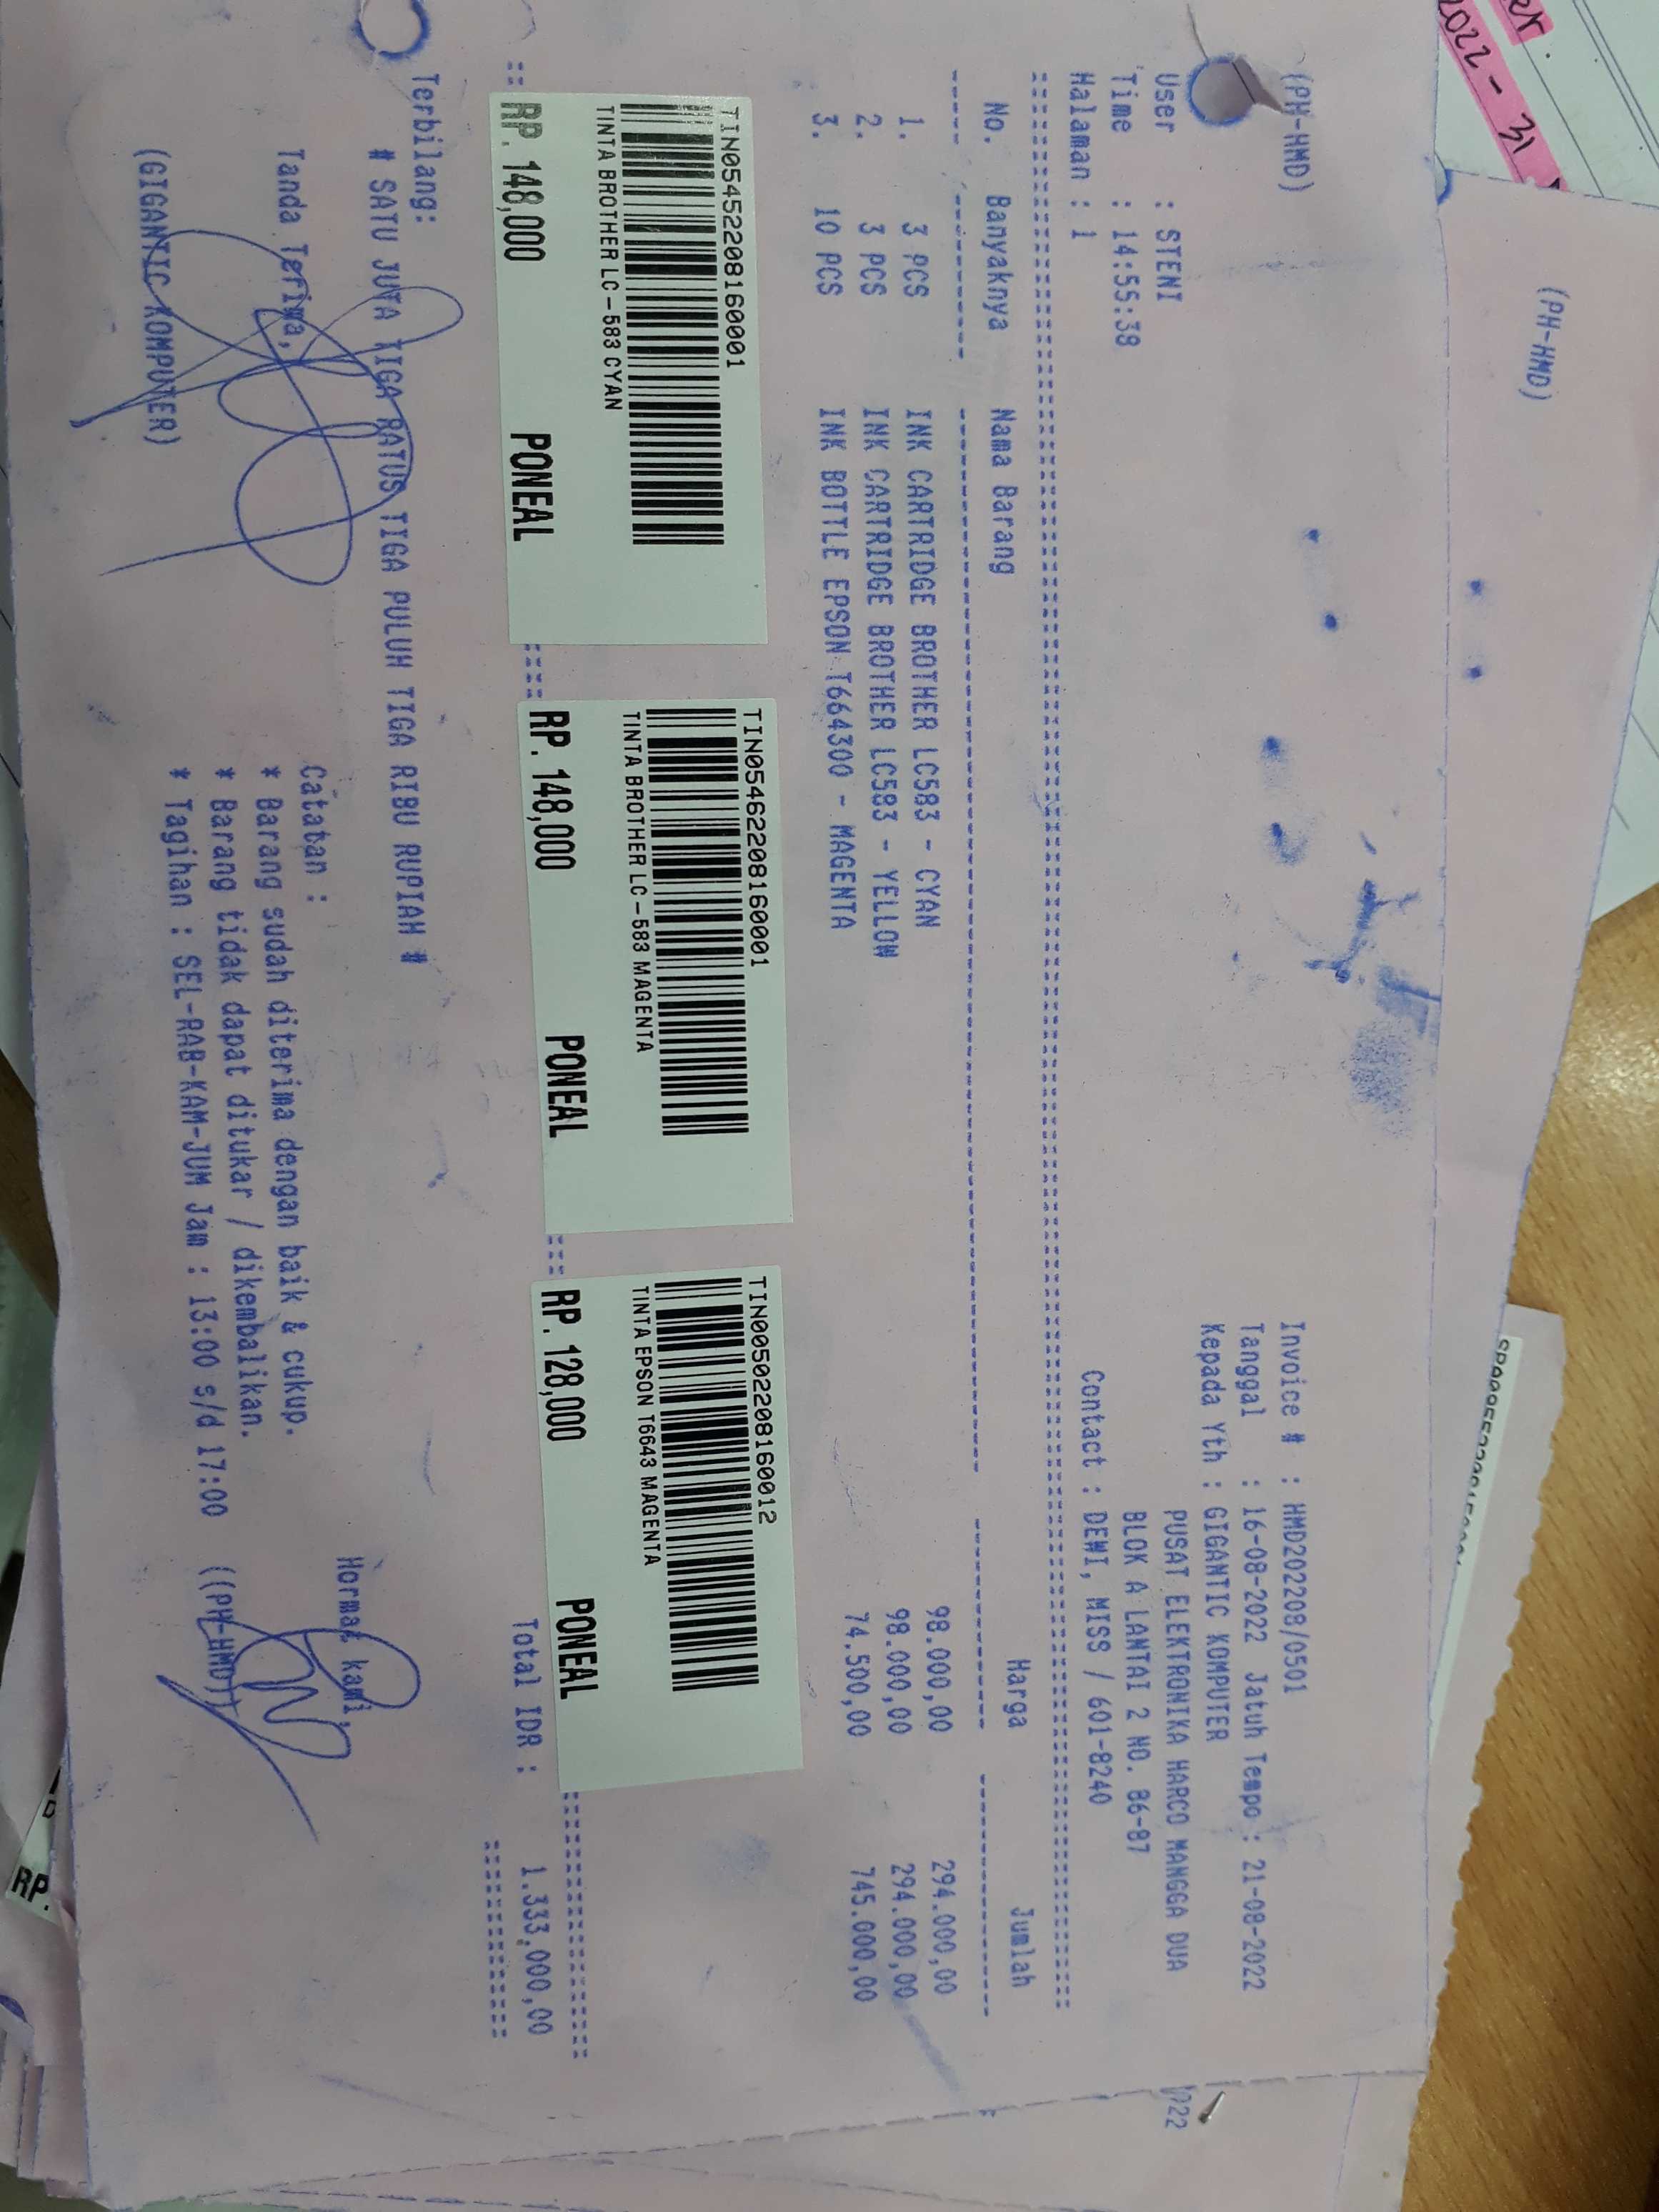 er.
2022 - 31
(PH-HMD)
(PH-HMD)
Invoice # : HMD202208/0501
Tanggal : 16-08-2022 Jatuh Tempo : 21-08-2022
User : STENI
Kepada Yth : GIGANTIC KOMPUTER
Time : 14:55:38
PUSAT ELEKTRONIKA HARCO MANGGA DUA
Halaman : 1
BLOK A LANTAI 2 NO. 86-87
Contact : DEWI, MISS / 601-8240
No. Banyaknya Nama Barang Harga Jumlah
1. 3 PCS INK CARTRIDGE BROTHER LC583 - CYAN 98.000,00 294.000,00
2. 3 PCS INK CARTRIDGE BROTHER LC583 - YELLOW 98.000,00 294.000,00
3. 10 PCS INK BOTTLE EPSON T664300 - MAGENTA 74.500,00 745.000,00
TIN05452208160001
TINTA BROTHER LC-583 CYAN
RP. 148,000 PONEAL
TIN05462208160001
TINTA BROTHER LC-583 MAGENTA
RP. 148,000 PONEAL
TIN00502208160012
TINTA EPSON T6643 MAGENTA
RP. 128,000 PONEAL
Total IDR : 1.333.000,00
Terbilang:
# SATU JUTA TIGA RATUS TIGA PULUH TIGA RIBU RUPIAH #
Tanda Terima,
(GIGANTIC KOMPUTER)
Catatan :
* Barang sudah diterima dengan baik & cukup.
* Barang tidak dapat ditukar / dikembalikan.
* Tagihan : SEL-RAB-KAM-JUM Jam : 13:00 s/d 17:00
Hormat kami,
((PH-HMD))
RP.